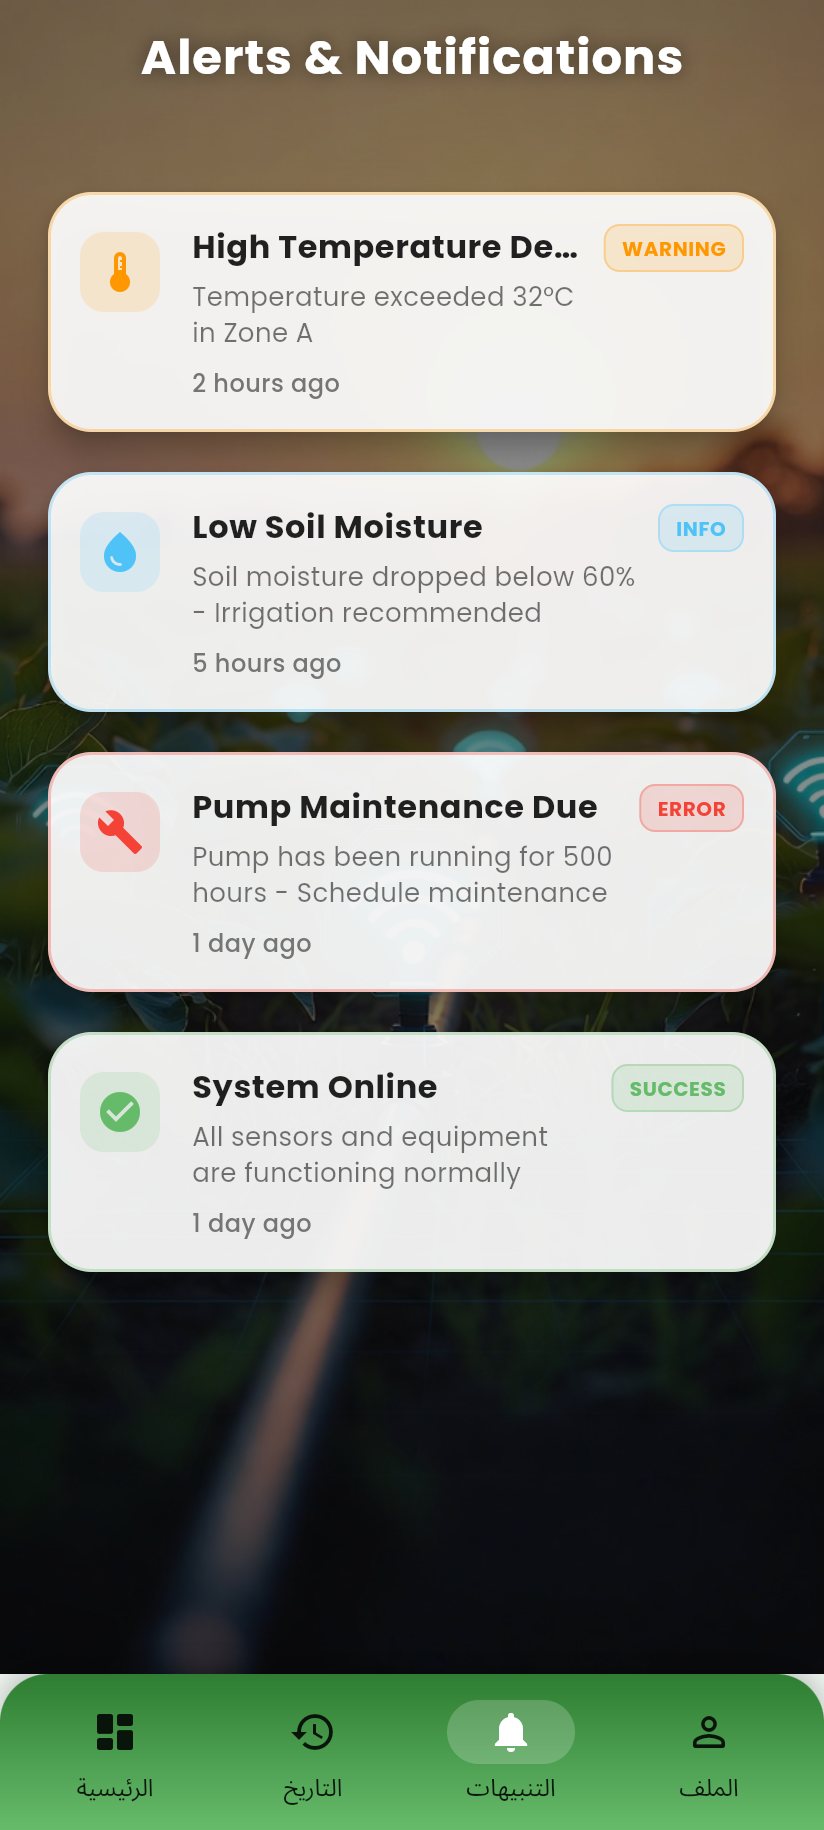 Alerts & Notifications
High Temperature De...
WARNING
Temperature exceeded 32°C
in Zone A
2 hours ago
Low Soil Moisture
INFO
Soil moisture dropped below 60%
- Irrigation recommended
5 hours ago
Pump Maintenance Due
ERROR
Pump has been running for 500
hours - Schedule maintenance
1 day ago
System Online
SUCCESS
All sensors and equipment
are functioning normally
1 day ago
الرئيسية
التاريخ
التنبيهات
الملف